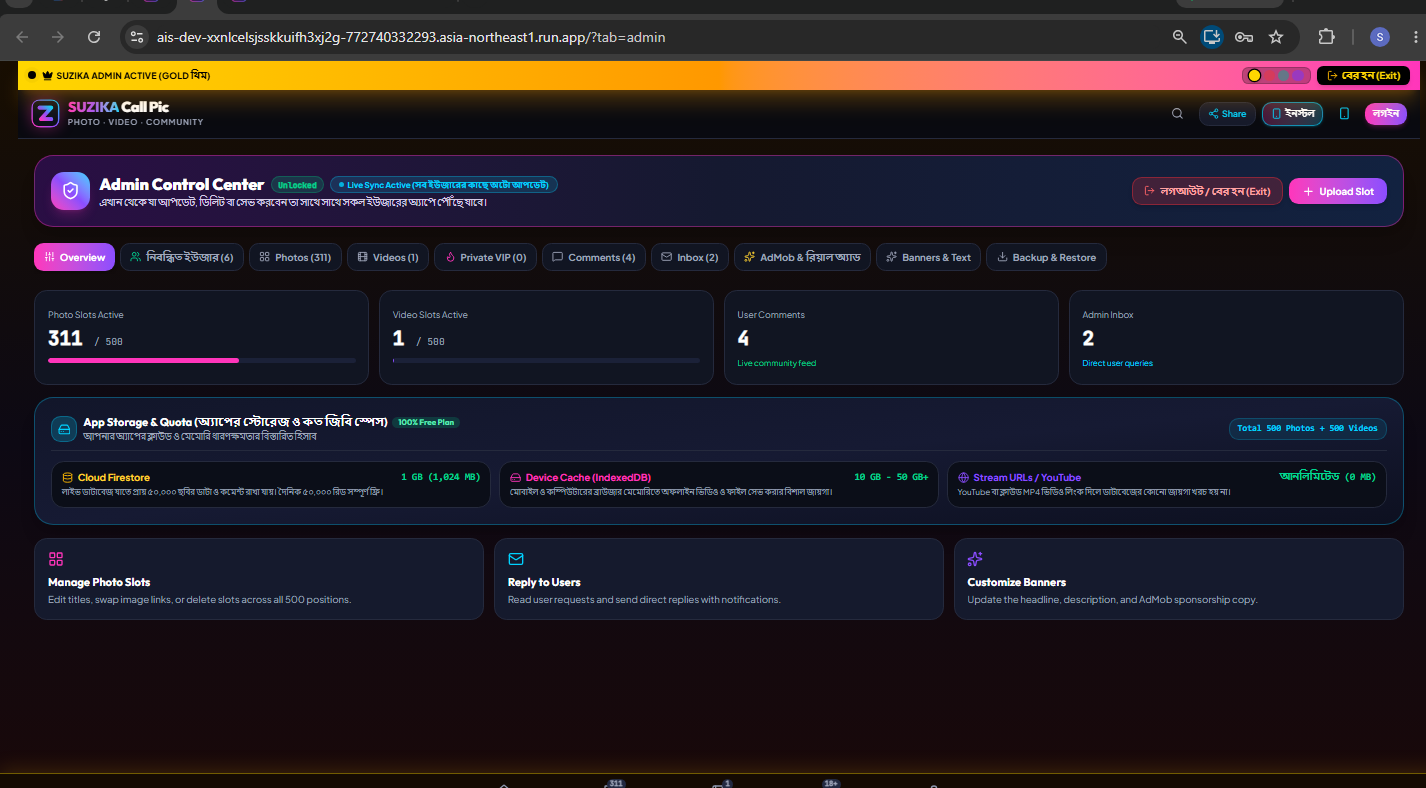 ais-dev-xxnlcelsjsskkuifh3xj2g-772740332293.asia-northeast1.run.app/?tab=admin
S
SUZIKA ADMIN ACTIVE (GOLD থিম)
বের হন (Exit)
Z
SUZIKA Call Pic
PHOTO · VIDEO · COMMUNITY
Share
ইনস্টল
লগইন
Admin Control Center
Unlocked
Live Sync Active (সব ইউজারের কাছে অটো আপডেট)
এখান থেকে যা আপডেট, ডিলিট বা সেভ করবেন তা সাথে সাথে সকল ইউজারের অ্যাপে পৌঁছে যাবে।
লগআউট / বের হন (Exit)
Upload Slot
Overview
নিবন্ধিত ইউজার (6)
Photos (311)
Videos (1)
Private VIP (0)
Comments (4)
Inbox (2)
AdMob & রিয়াল অ্যাড
Banners & Text
Backup & Restore
Photo Slots Active
311 / 500
Video Slots Active
1 / 500
User Comments
4
Live community feed
Admin Inbox
2
Direct user queries
App Storage & Quota (অ্যাপের স্টোরেজ ও কত জিবি স্পেস)
100% Free Plan
আপনার অ্যাপের ক্লাউড ও মেমোরি ধারণক্ষমতার বিস্তারিত হিসাব
Total 500 Photos + 500 Videos
Cloud Firestore
1 GB (1,024 MB)
লাইভ ডাটাবেজ যাতে প্রায় ৫০,০০০ ছবির ডাটা ও কমেন্ট রাখা যায়। দৈনিক ৫০,০০০ রিড সম্পূর্ণ ফ্রি।
Device Cache (IndexedDB)
10 GB - 50 GB+
মোবাইল ও কম্পিউটারের ব্রাউজার মেমোরিতে অফলাইন ভিডিও ও ফাইল সেভ করার বিশাল জায়গা।
Stream URLs / YouTube
আনলিমিটেড (0 MB)
YouTube বা ক্লাউড MP4 ভিডিও লিংক দিলে ডাটাবেজের কোনো জায়গা খরচ হয় না।
Manage Photo Slots
Edit titles, swap image links, or delete slots across all 500 positions.
Reply to Users
Read user requests and send direct replies with notifications.
Customize Banners
Update the headline, description, and AdMob sponsorship copy.
311
1
18+